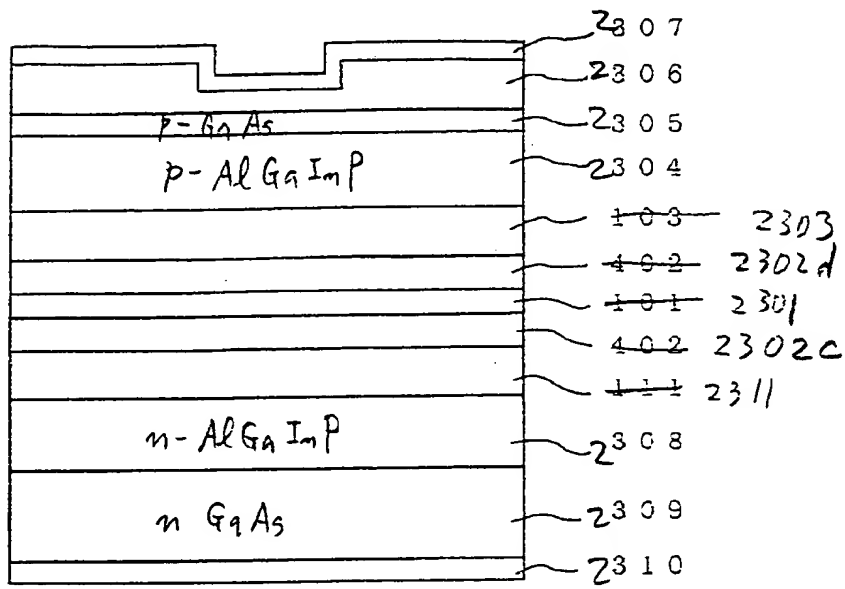 2307
2306
p-GaAs 2305
p-AlGaInP 2304
103 2303
402 2302d
101 2301
402 2302c
111 2311
n-AlGaInP 2308
n GaAs 2309
2310